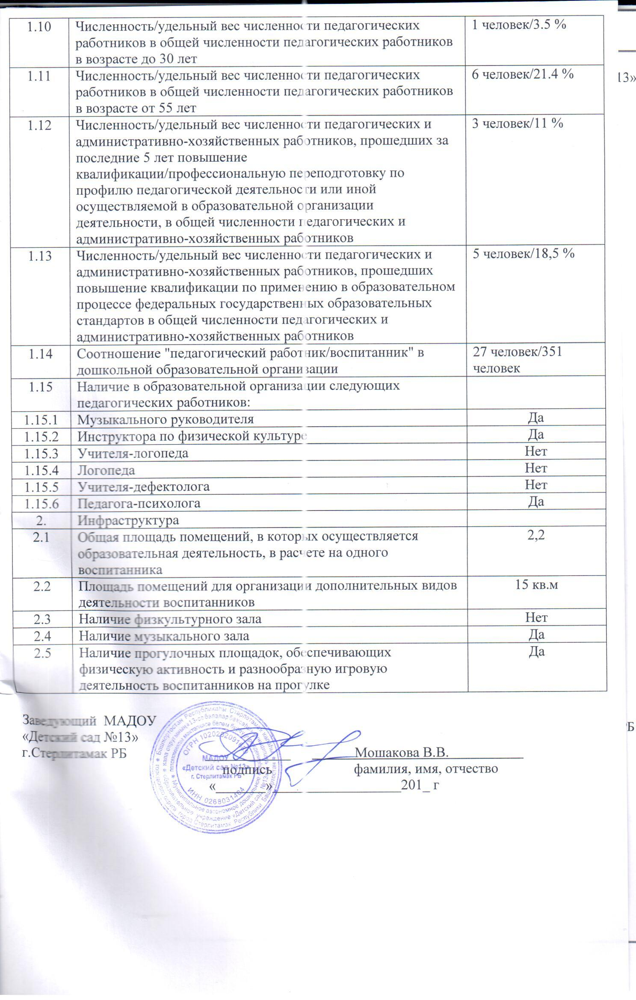 1.10 Численность/удельный вес численности педагогических 1 человек/3.5 %
работников в общей численности педагогических работников
в возрасте до 30 лет
1.11 Численность/удельный вес численности педагогических 6 человек/21.4 %
работников в общей численности педагогических работников
в возрасте от 55 лет
1.12 Численность/удельный вес численности педагогических и 3 человек/11 %
административно-хозяйственных работников, прошедших за
последние 5 лет повышение
квалификации/профессиональную переподготовку по
профилю педагогической деятельности или иной
осуществляемой в образовательной организации
деятельности, в общей численности педагогических и
административно-хозяйственных работников
1.13 Численность/удельный вес численности педагогических и 5 человек/18,5 %
административно-хозяйственных работников, прошедших
повышение квалификации по применению в образовательном
процессе федеральных государственных образовательных
стандартов в общей численности педагогических и
административно-хозяйственных работников
1.14 Соотношение "педагогический работник/воспитанник" в 27 человек/351
дошкольной образовательной организации человек
1.15 Наличие в образовательной организации следующих
педагогических работников:
1.15.1 Музыкального руководителя Да
1.15.2 Инструктора по физической культуре Да
1.15.3 Учителя-логопеда Нет
1.15.4 Логопеда Нет
1.15.5 Учителя-дефектолога Нет
1.15.6 Педагога-психолога Да
2. Инфраструктура
2.1 Общая площадь помещений, в которых осуществляется 2,2
образовательная деятельность, в расчете на одного
воспитанника
2.2 Площадь помещений для организации дополнительных видов 15 кв.м
деятельности воспитанников
2.3 Наличие физкультурного зала Нет
2.4 Наличие музыкального зала Да
2.5 Наличие прогулочных площадок, обеспечивающих Да
физическую активность и разнообразную игровую
деятельность воспитанников на прогулке
Заведующий МАДОУ
«Детский сад №13»
г.Стерлитамак РБ
Мошакова В.В.
подпись фамилия, имя, отчество
«_______»__________________201_ г
МАДОУ
«Детский сад №13»
г. Стерлитамак РБ
ИНН 0268031404
13»
РБ